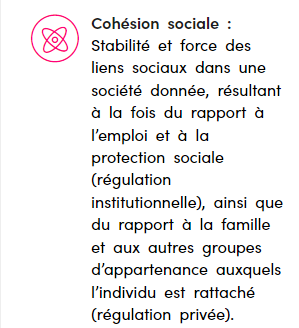 Cohésion sociale :
Stabilité et force des
liens sociaux dans une
société donnée, résultant
à la fois du rapport à
l’emploi et à la
protection sociale
(régulation
institutionnelle), ainsi que
du rapport à la famille
et aux autres groupes
d’appartenance auxquels
l’individu est rattaché
(régulation privée).